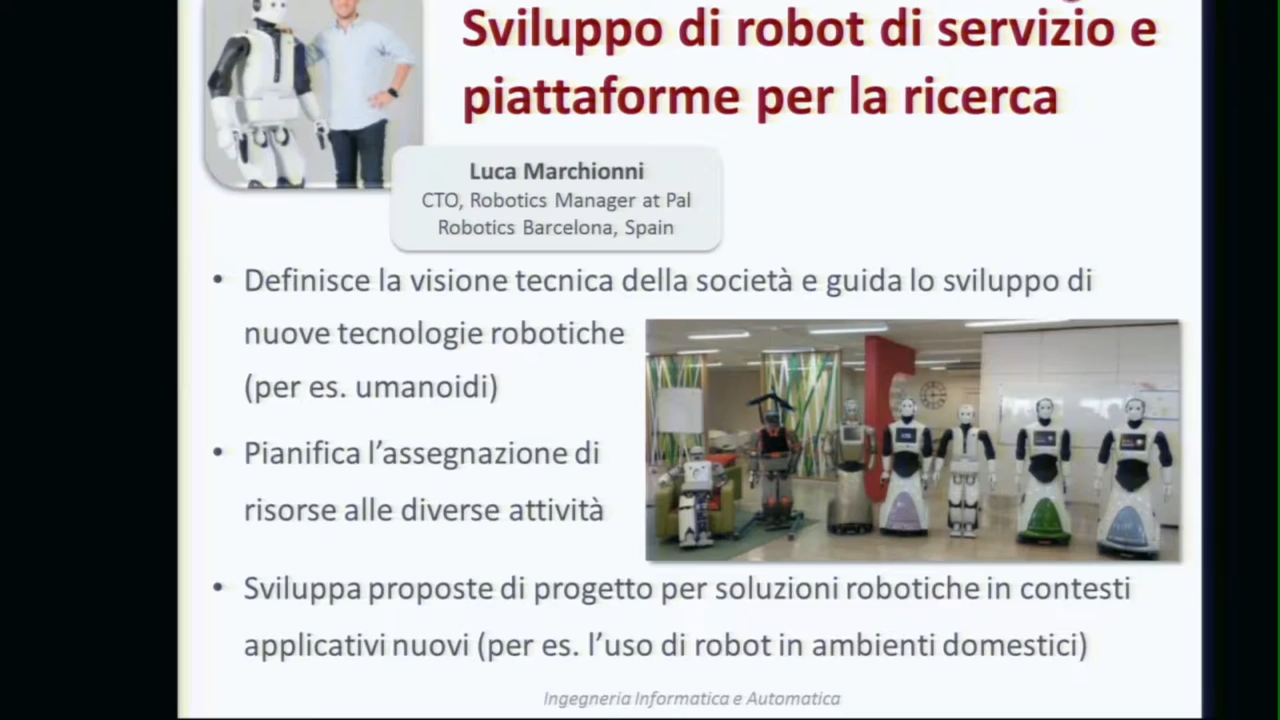 Sviluppo di robot di servizio e
piattaforme per la ricerca
Luca Marchionni
CTO, Robotics Manager at Pal
Robotics Barcelona, Spain
• Definisce la visione tecnica della società e guida lo sviluppo di
nuove tecnologie robotiche
(per es. umanoidi)
• Pianifica l’assegnazione di
risorse alle diverse attività
• Sviluppa proposte di progetto per soluzioni robotiche in contesti
applicativi nuovi (per es. l’uso di robot in ambienti domestici)
Ingegneria Informatica e Automatica